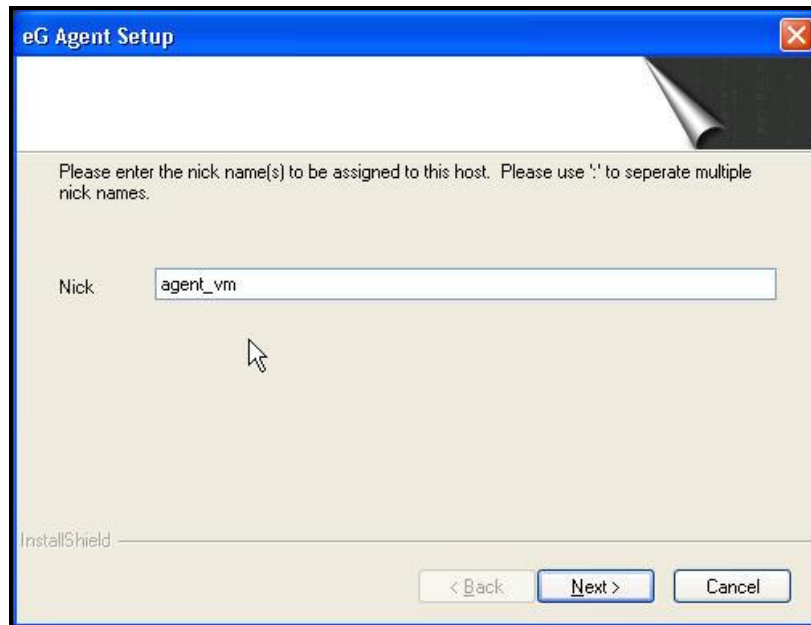 eG Agent Setup
Please enter the nick name(s) to be assigned to this host. Please use ':' to seperate multiple
nick names.
Nick
agent_vm
InstallShield
< Back
Next >
Cancel